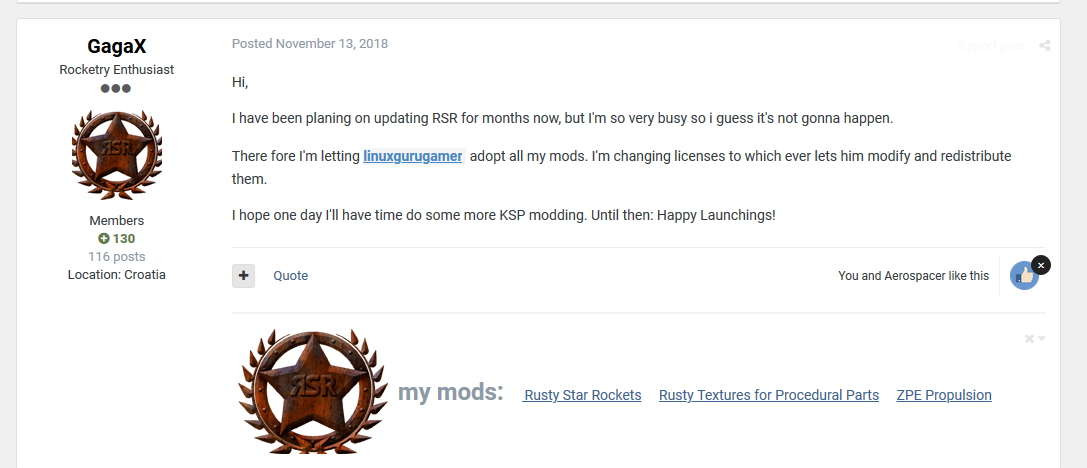 GagaX
Rocketry Enthusiast
Members
130
116 posts
Location: Croatia
Posted November 13, 2018
Report post
Hi,
I have been planing on updating RSR for months now, but I'm so very busy so i guess it's not gonna happen.
There fore I'm letting linuxgurugamer adopt all my mods. I'm changing licenses to which ever lets him modify and redistribute
them.
I hope one day I'll have time do some more KSP modding. Until then: Happy Launchings!
Quote
You and Aerospacer like this
RSR
my mods: Rusty Star Rockets Rusty Textures for Procedural Parts ZPE Propulsion